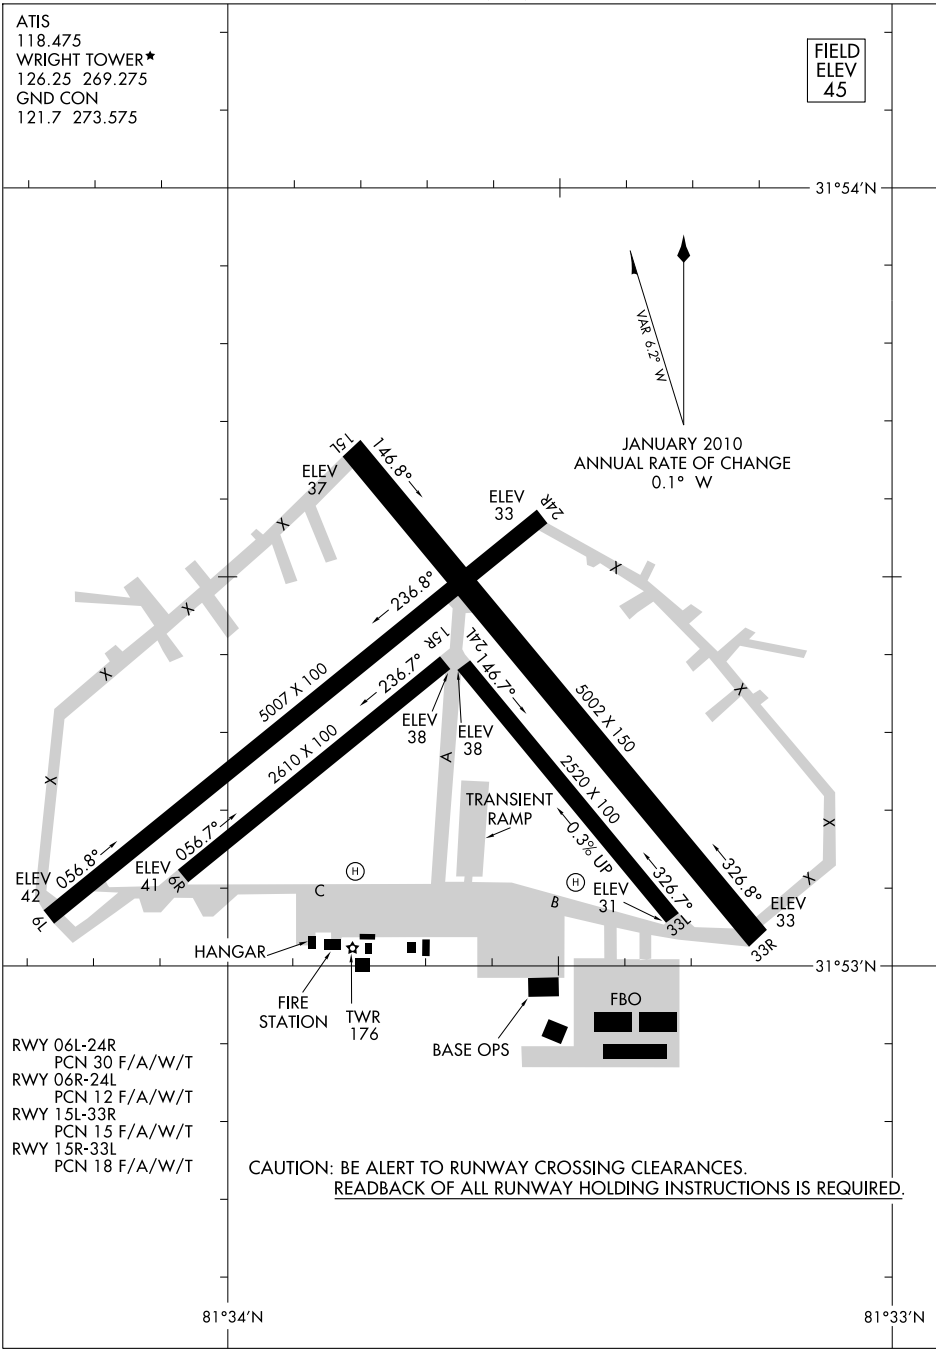 ATIS
118.475
WRIGHT TOWER★
126.25 269.275
GND CON
121.7 273.575
FIELD
ELEV
45
31°54'N
VAR 6.2° W
JANUARY 2010
ANNUAL RATE OF CHANGE
0.1° W
15L
146.8°
ELEV
37
ELEV
33
24R
X
X
236.8°
X
15R
24L
146.7°
236.7°
X
X
5007 X 100
5002 X 150
ELEV
38
ELEV
38
2610 X 100
A
X
2520 X 100
TRANSIENT
RAMP
X
0.3% UP
056.8°
056.7°
ELEV
42
ELEV
41
6R
6L
H
C
H
B
ELEV
31
326.7°
326.8°
X
ELEV
33
33L
33R
HANGAR
31°53'N
FIRE
STATION
TWR
176
BASE OPS
FBO
RWY 06L-24R
PCN 30 F/A/W/T
RWY 06R-24L
PCN 12 F/A/W/T
RWY 15L-33R
PCN 15 F/A/W/T
RWY 15R-33L
PCN 18 F/A/W/T
CAUTION: BE ALERT TO RUNWAY CROSSING CLEARANCES.
READBACK OF ALL RUNWAY HOLDING INSTRUCTIONS IS REQUIRED.
81°34'N
81°33'N